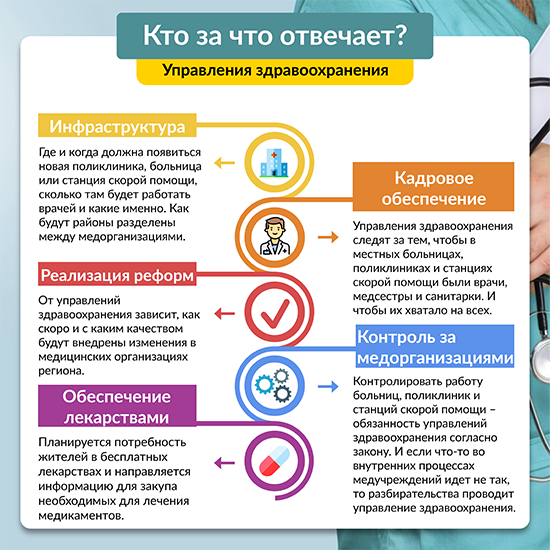 Кто за что отвечает?
Управления здравоохранения
Инфраструктура
Где и когда должна появиться
новая поликлиника, больница
или станция скорой помощи,
сколько там будет работать
врачей и какие именно. Как
будут районы разделены
между медорганизациями.
Кадровое
обеспечение
Управления здравоохранения
следят за тем, чтобы в
местных больницах,
поликлиниках и станциях
скорой помощи были врачи,
медсестры и санитарки. И
чтобы их хватало на всех.
Реализация реформ
От управлений
здравоохранения зависит, как
скоро и с каким качеством
будут внедрены изменения в
медицинских организациях
региона.
Контроль за
медорганизациями
Контролировать работу
больниц, поликлиник и
станций скорой помощи –
обязанность управлений
здравоохранения согласно
закону. И если что-то во
внутренних процессах
медучреждений идет не так,
то разбирательства проводит
управление здравоохранения.
Обеспечение
лекарствами
Планируется потребность
жителей в бесплатных
лекарствах и направляется
информацию для закупа
необходимых для лечения
медикаментов.